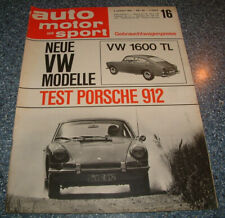 auto
motor
und
sport
16
Gebrauchtwagenpreise
NEUE
VW
MODELLE
VW 1600 TL
TEST PORSCHE 912